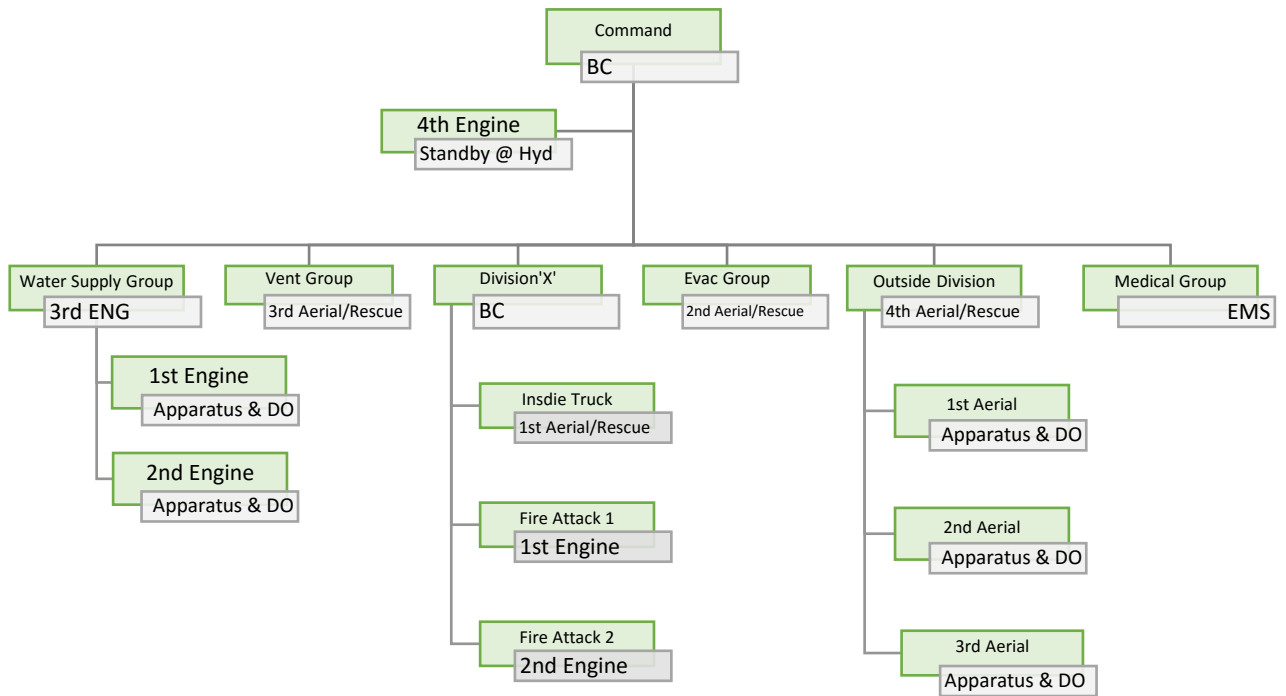 Command
BC
4th Engine
Standby @ Hyd
Water Supply Group
3rd ENG
Vent Group
3rd Aerial/Rescue
Division'X'
BC
Evac Group
2nd Aerial/Rescue
Outside Division
4th Aerial/Rescue
Medical Group
EMS
1st Engine
Apparatus & DO
2nd Engine
Apparatus & DO
Insdie Truck
1st Aerial/Rescue
Fire Attack 1
1st Engine
Fire Attack 2
2nd Engine
1st Aerial
Apparatus & DO
2nd Aerial
Apparatus & DO
3rd Aerial
Apparatus & DO